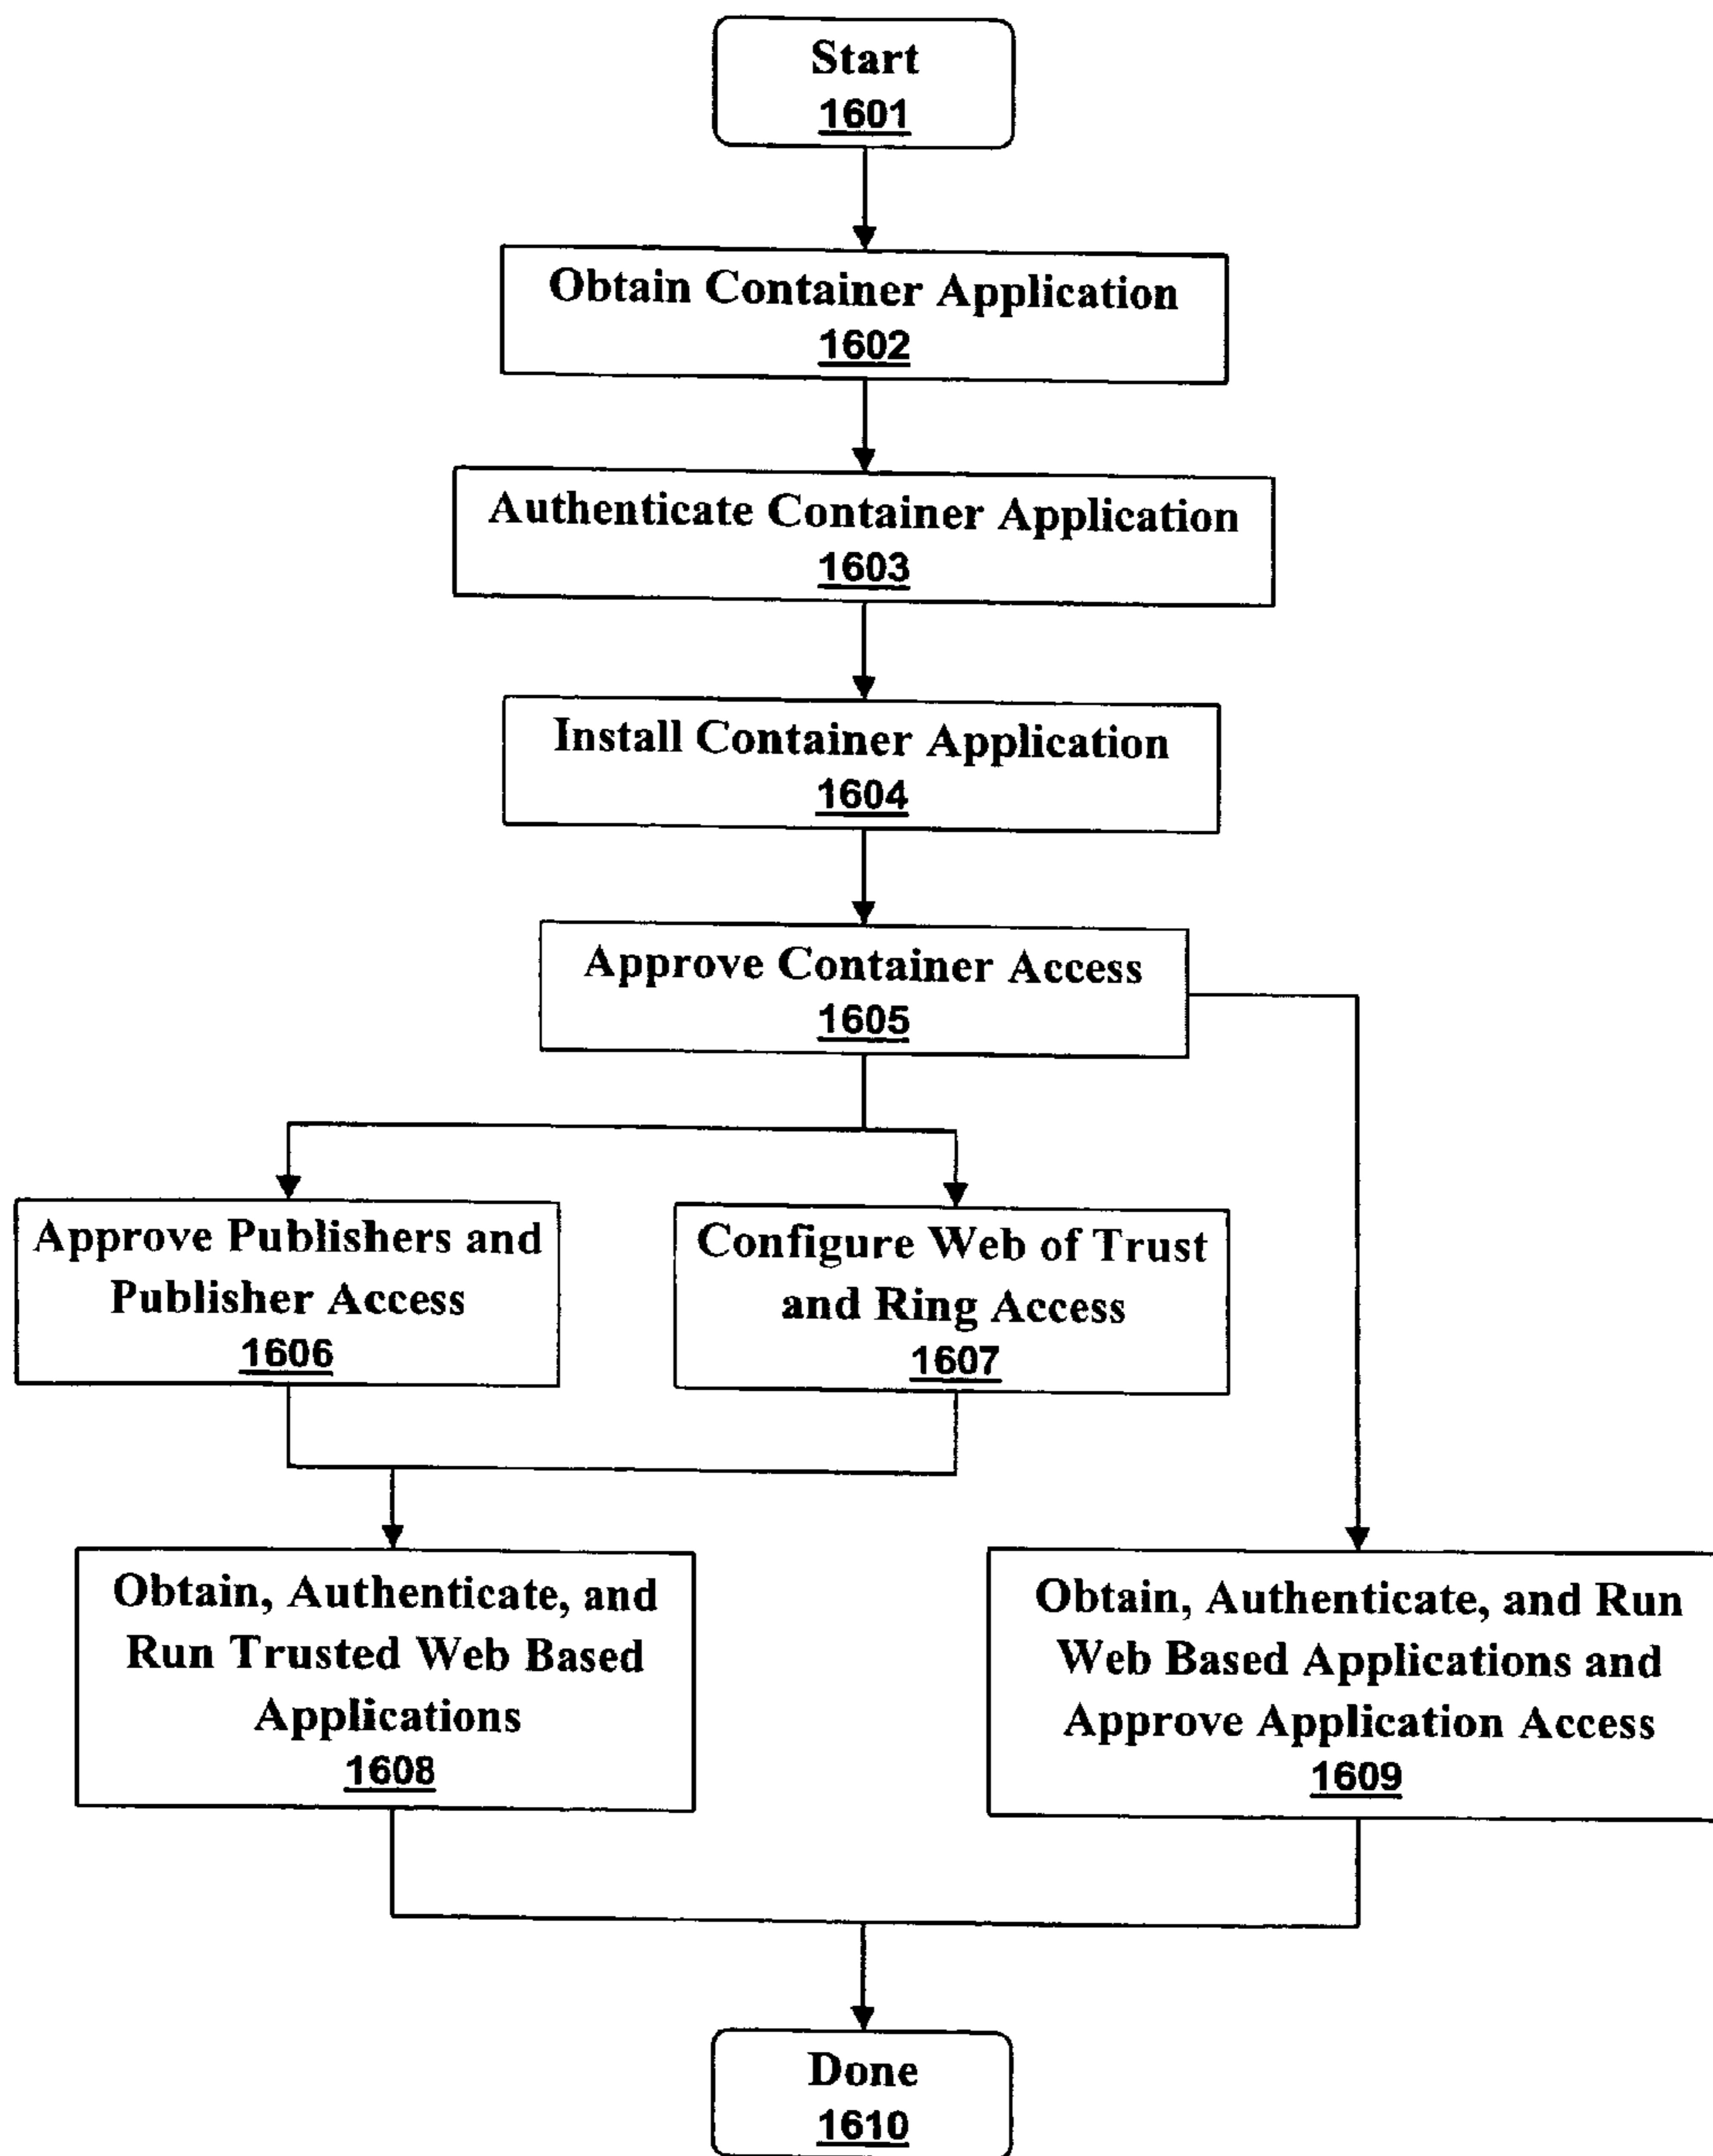 Start
1601
Obtain Container Application
1602
Authenticate Container Application
1603
Install Container Application
1604
Approve Container Access
1605
Approve Publishers and
Publisher Access
1606
Configure Web of Trust
and Ring Access
1607
Obtain, Authenticate, and
Run Trusted Web Based
Applications
1608
Obtain, Authenticate, and Run
Web Based Applications and
Approve Application Access
1609
Done
1610